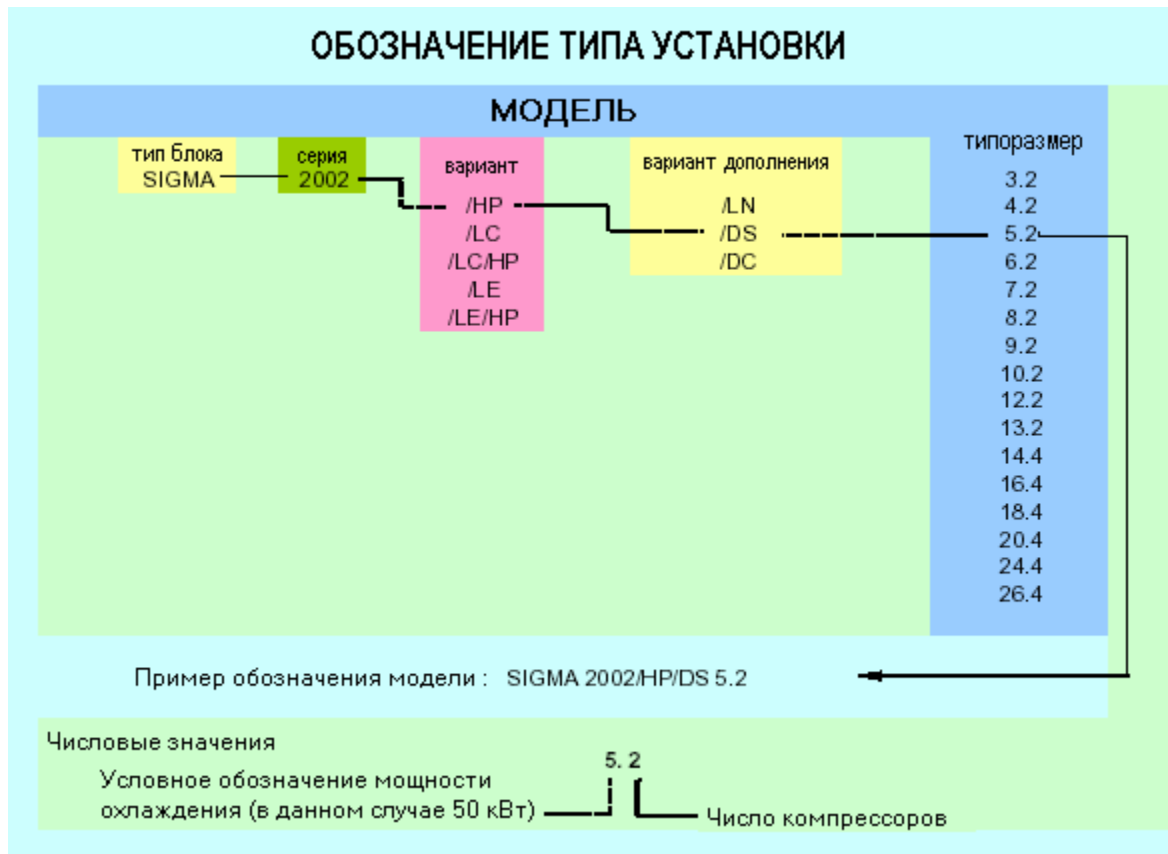 ОБОЗНАЧЕНИЕ ТИПА УСТАНОВКИ
МОДЕЛЬ
тип блока
SIGMA
серия
2002
вариант
/HP
/LC
/LC/HP
/LE
/LE/HP
вариант дополнения
/LN
/DS
/DC
типоразмер
3.2
4.2
5.2
6.2
7.2
8.2
9.2
10.2
12.2
13.2
14.4
16.4
18.4
20.4
24.4
26.4
Пример обозначения модели : SIGMA 2002/HP/DS 5.2
Числовые значения
5. 2
Условное обозначение мощности
охлаждения (в данном случае 50 кВт)
Число компрессоров